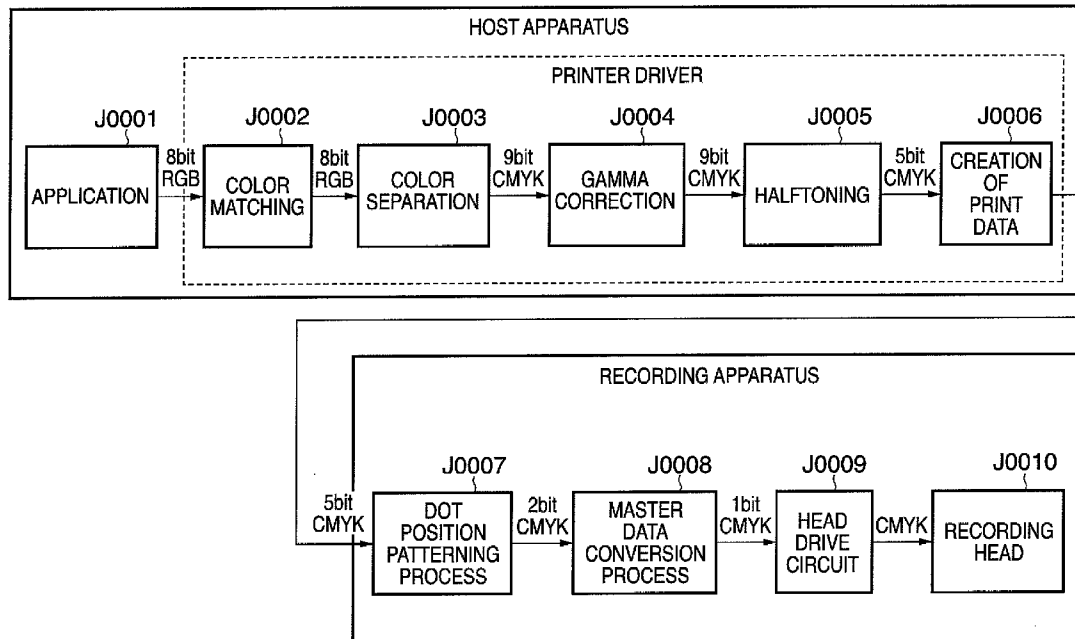 HOST APPARATUS
PRINTER DRIVER
J0001
J0002
J0003
J0004
J0005
J0006
APPLICATION
8bit
RGB
COLOR
MATCHING
8bit
RGB
COLOR
SEPARATION
9bit
CMYK
GAMMA
CORRECTION
9bit
CMYK
HALFTONING
5bit
CMYK
CREATION
OF
PRINT
DATA
RECORDING APPARATUS
J0007
J0008
J0009
J0010
5bit
CMYK
DOT
POSITION
PATTERNING
PROCESS
2bit
CMYK
MASTER
DATA
CONVERSION
PROCESS
1bit
CMYK
HEAD
DRIVE
CIRCUIT
CMYK
RECORDING
HEAD